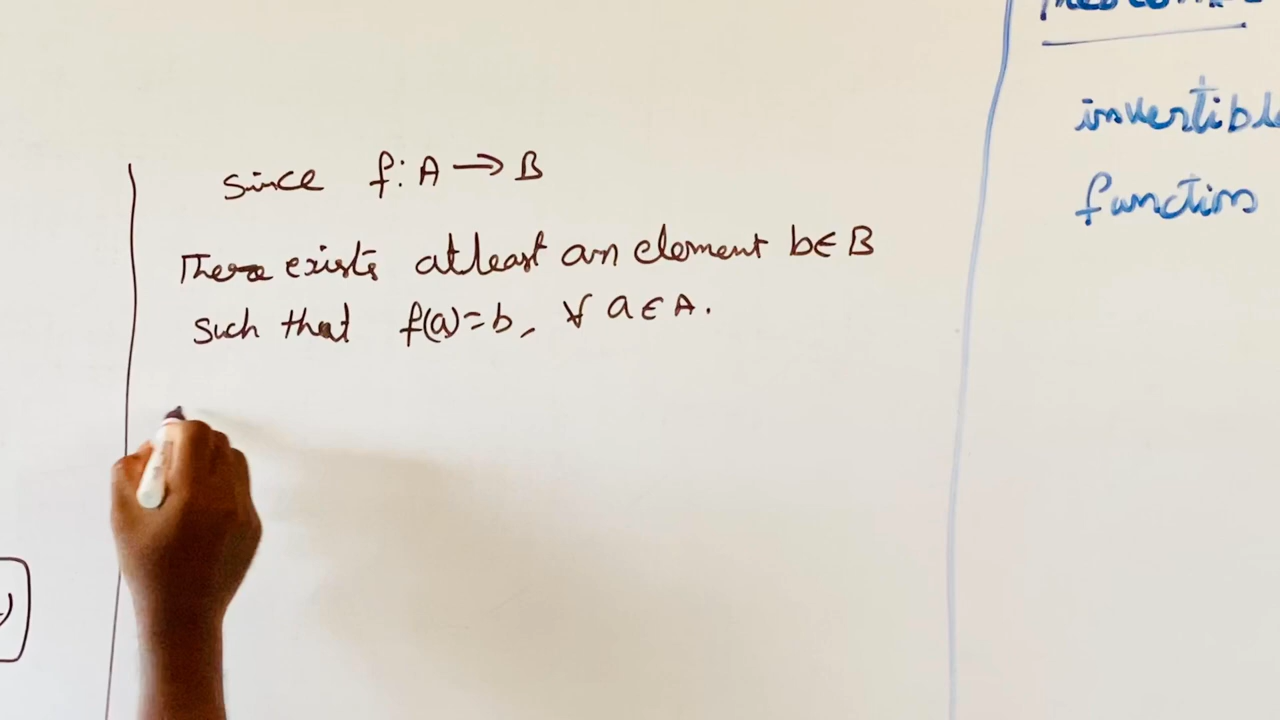 since f: A → B
There exists atleast an element b∈B
such that f(a)=b, ∀ a∈A.
invertible
function